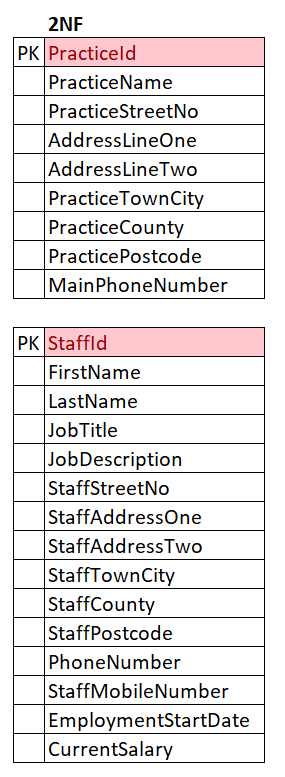 2NF
PK PracticeId
PracticeName
PracticeStreetNo
AddressLineOne
AddressLineTwo
PracticeTownCity
PracticeCounty
PracticePostcode
MainPhoneNumber
PK StaffId
FirstName
LastName
JobTitle
JobDescription
StaffStreetNo
StaffAddressOne
StaffAddressTwo
StaffTownCity
StaffCounty
StaffPostcode
PhoneNumber
StaffMobileNumber
EmploymentStartDate
CurrentSalary